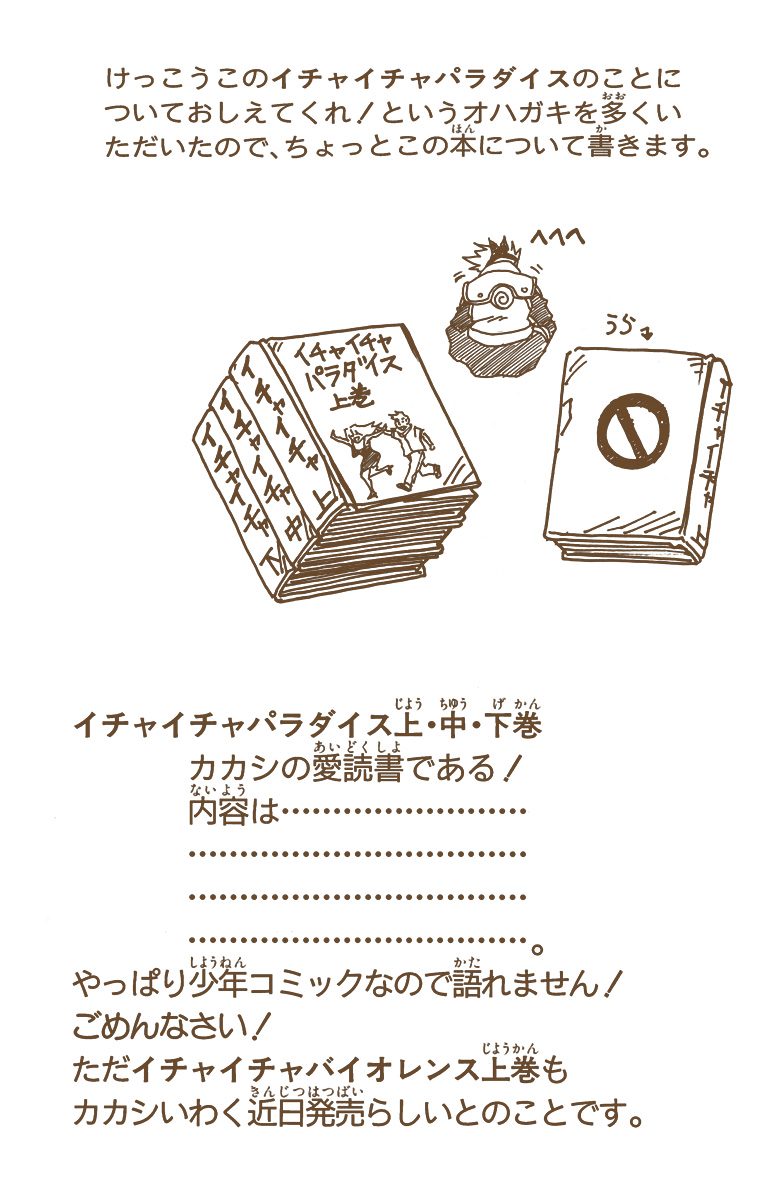 けっこうこのイチャイチャパラダイスのことに
ついておしえてくれ！というオハガキを多くい
ただいたので、ちょっとこの本について書きます。
へへへ
うら
イチャイチャ
パラダイス
上巻
イチャイチャ 上
イチャイチャ 中
イチャイチャ 下
イチャイチャ 上
イチャイチャパラダイス上・中・下巻
カカシの愛読書である！
内容は……………………
……………………………
……………………………
……………………………。
やっぱり少年コミックなので語れません！
ごめんなさい！
ただイチャイチャバイオレンス上巻も
カカシいわく近日発売らしいとのことです。